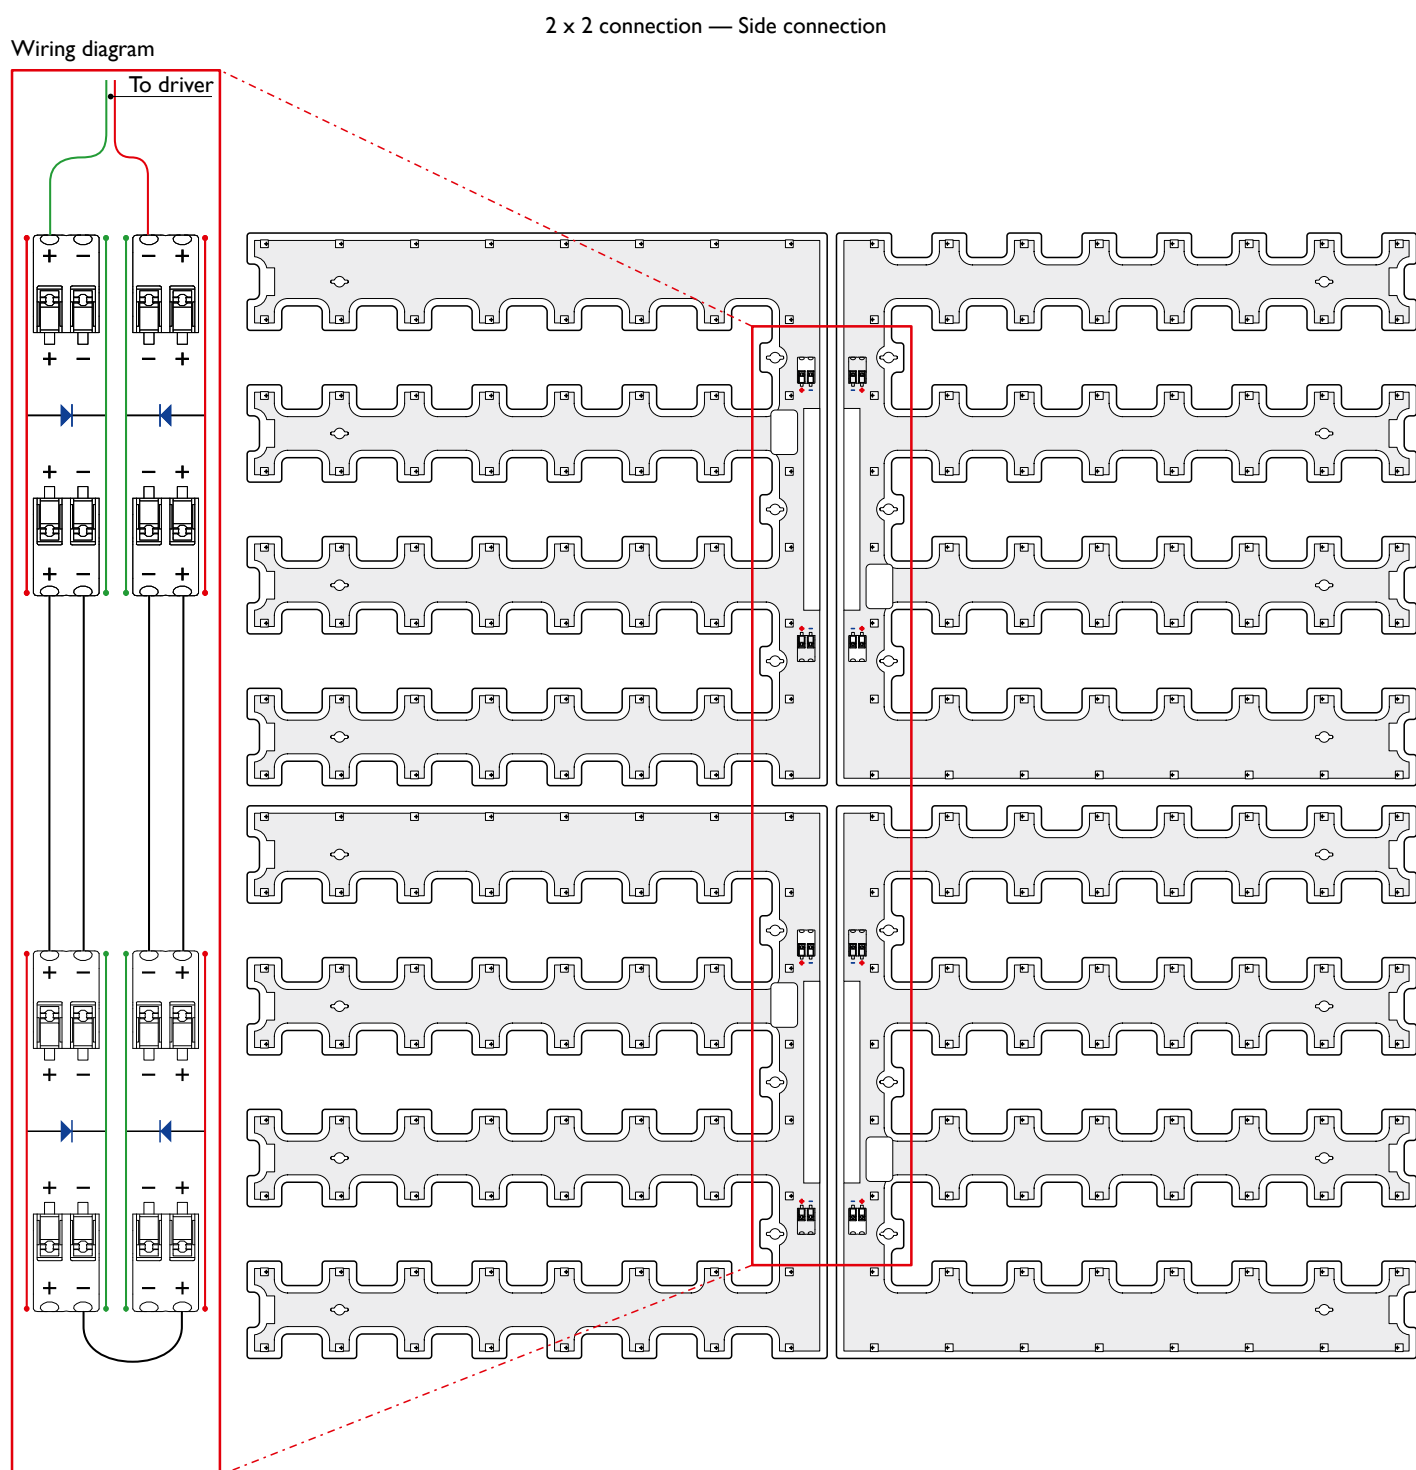 2 x 2 connection — Side connection
Wiring diagram
To driver
+ – – +
+ – – +
+ – – +
+ – – +
+ – – +
+ – – +
+ – – +
+ – – +